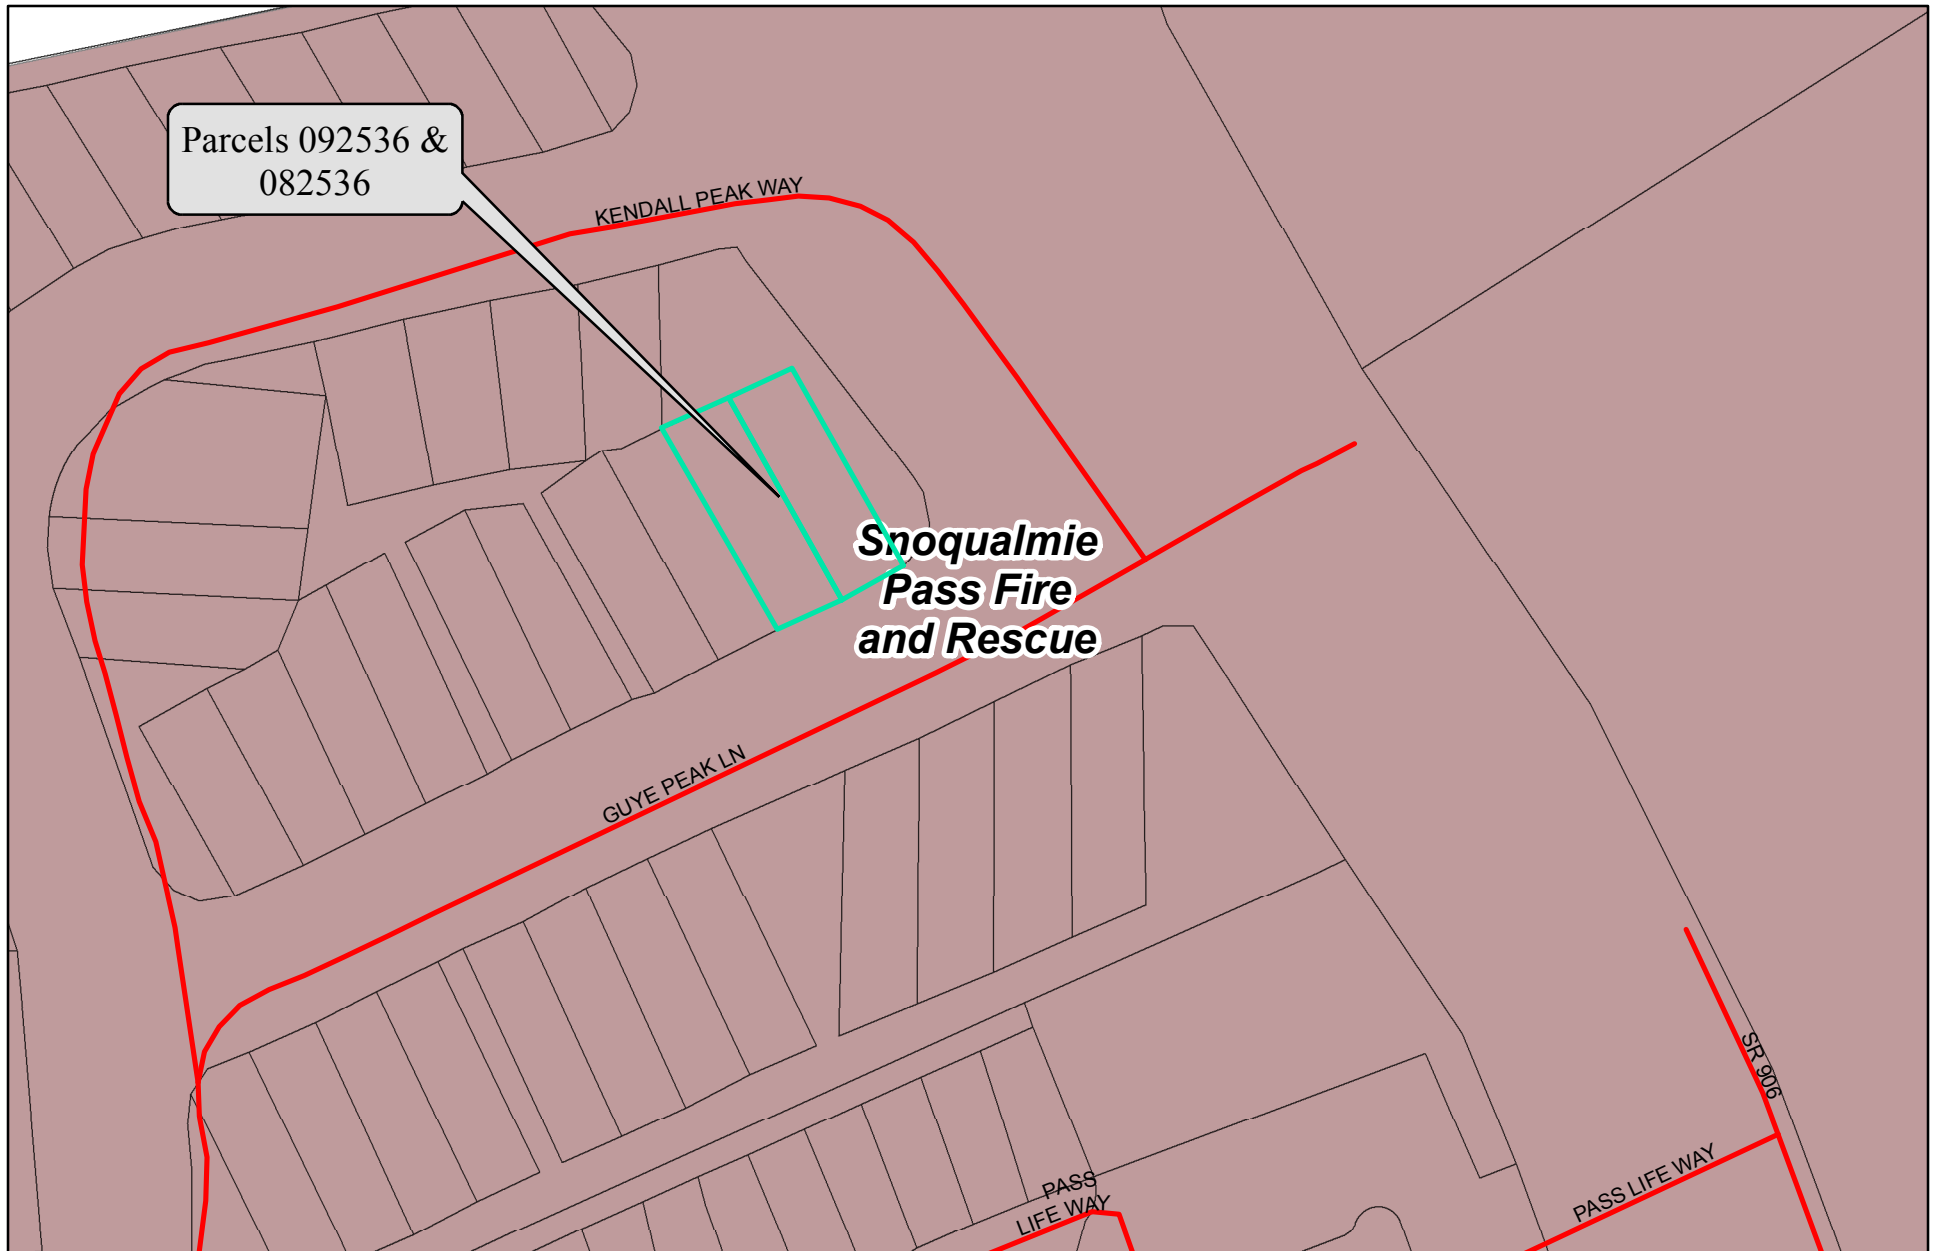 Parcels 092536 &
082536
KENDALL PEAK WAY
Snoqualmie
Pass Fire
and Rescue
GUYE PEAK LN
SR 906
PASS
LIFE WAY
PASS LIFE WAY